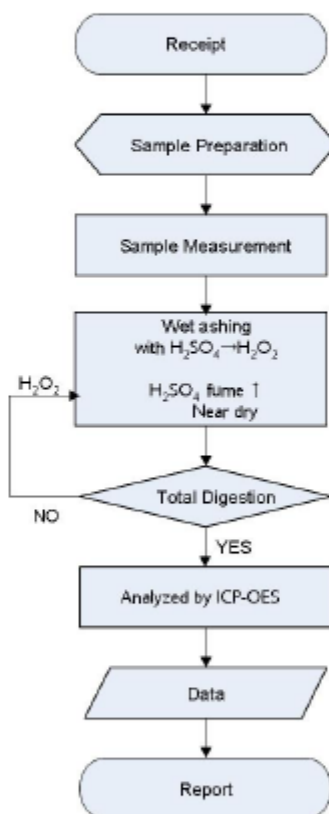 Receipt
Sample Preparation
Sample Measurement
Wet ashing
with H₂SO₄→H₂O₂
H₂SO₄ fume ↑
Near dry
H₂O₂
Total Digestion
NO
YES
Analyzed by ICP-OES
Data
Report